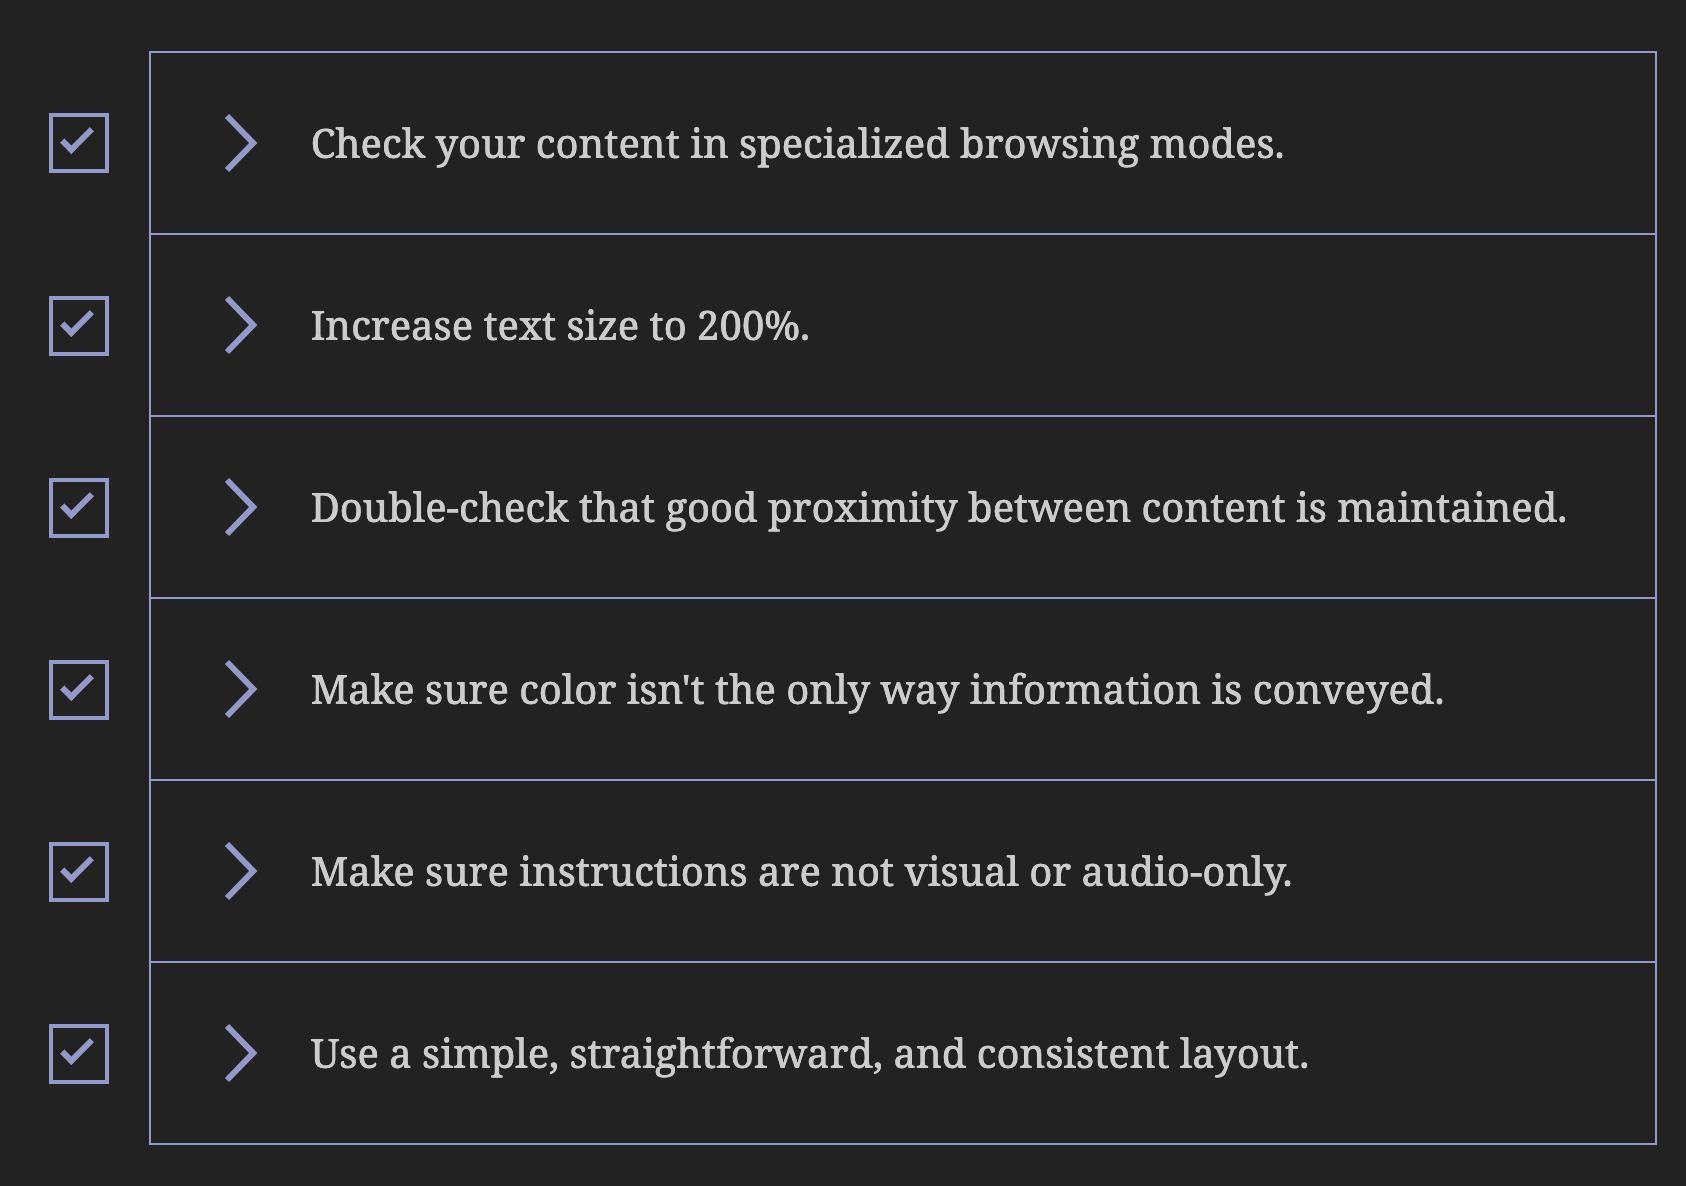 Check your content in specialized browsing modes.
Increase text size to 200%.
Double-check that good proximity between content is maintained.
Make sure color isn't the only way information is conveyed.
Make sure instructions are not visual or audio-only.
Use a simple, straightforward, and consistent layout.